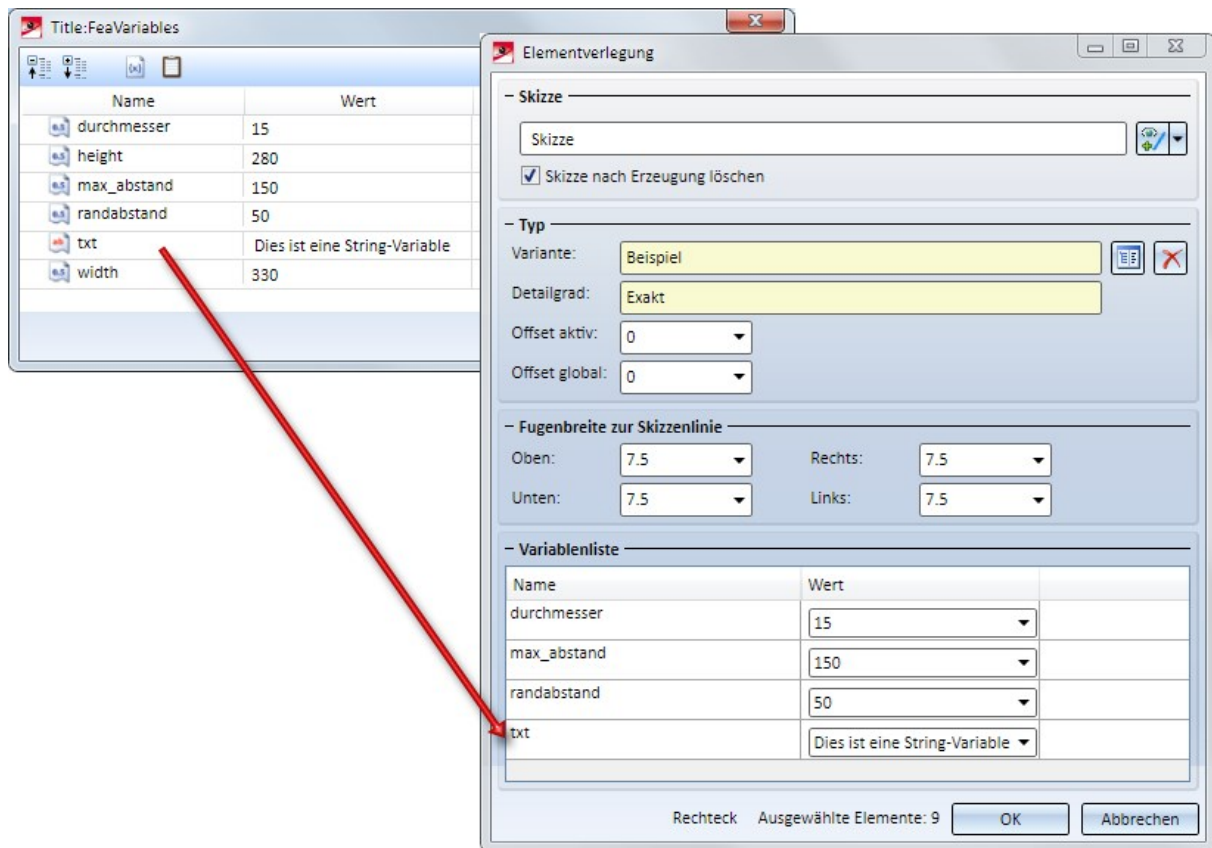 Title:FeaVariables
Name Wert
durchmesser 15
height 280
max_abstand 150
randabstand 50
txt Dies ist eine String-Variable
width 330
Elementverlegung
Skizze
Skizze
Skizze nach Erzeugung löschen
Typ
Variante: Beispiel
Detailgrad: Exakt
Offset aktiv: 0
Offset global: 0
Fugenbreite zur Skizzenlinie
Oben: 7.5 Rechts: 7.5
Unten: 7.5 Links: 7.5
Variablenliste
Name Wert
durchmesser 15
max_abstand 150
randabstand 50
txt Dies ist eine String-Variable
Rechteck Ausgewählte Elemente: 9 OK Abbrechen